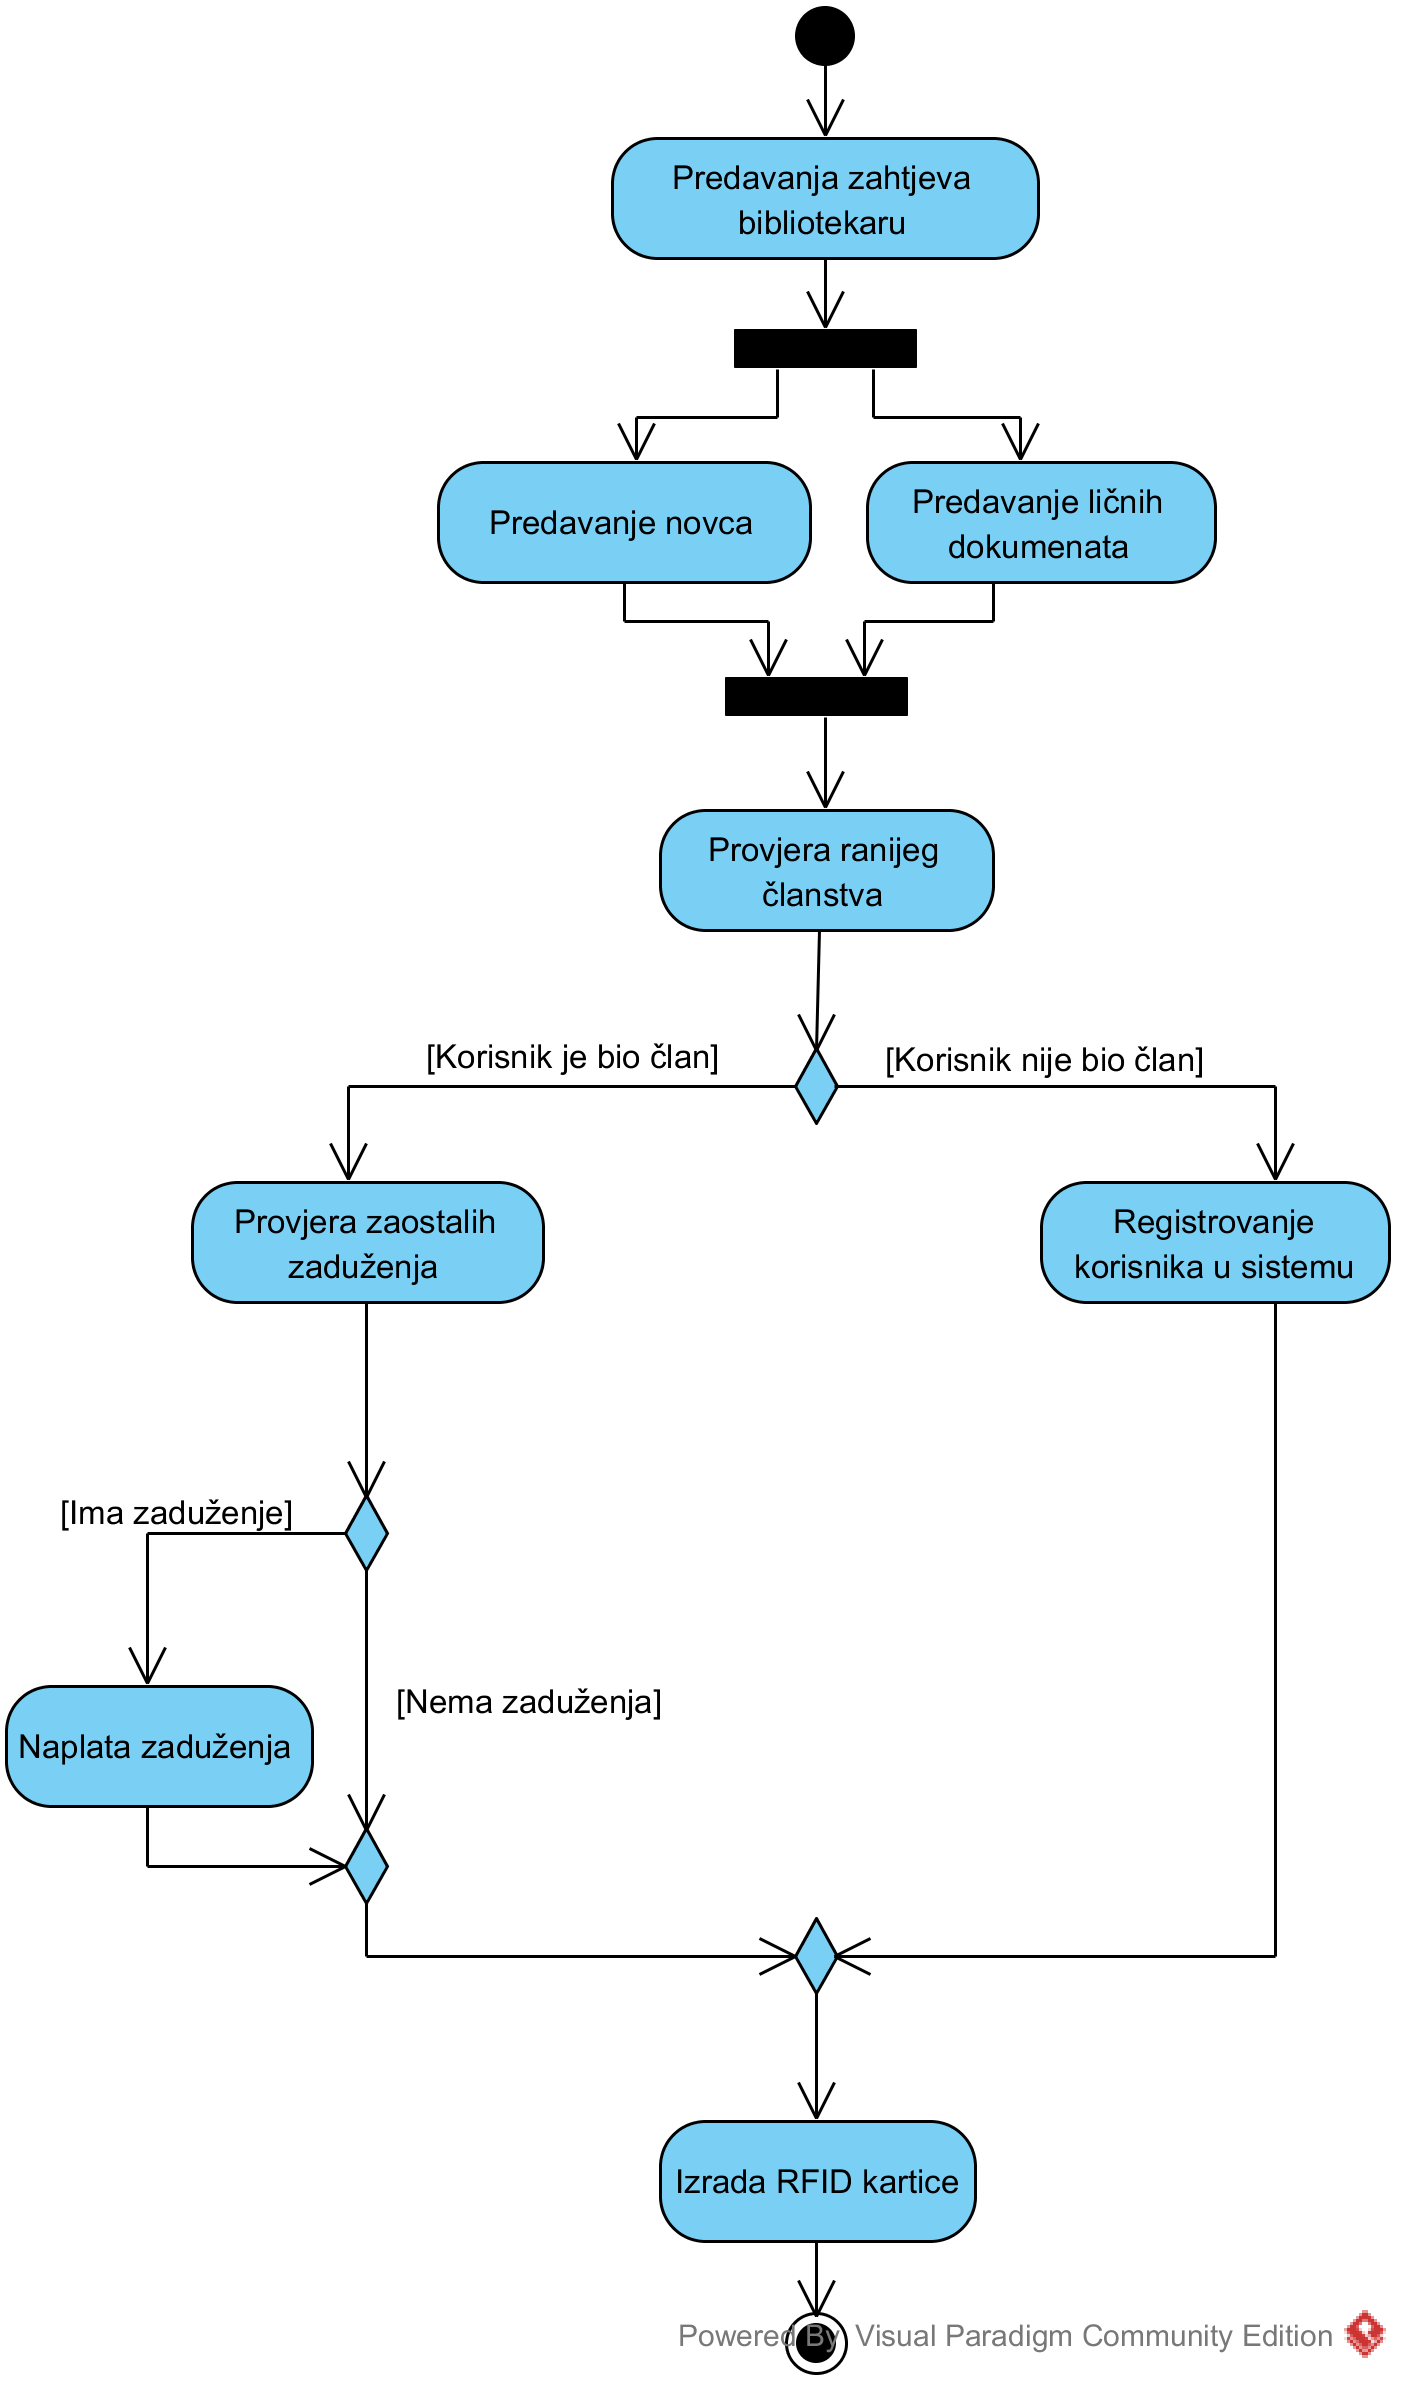 Predavanja zahtjeva
bibliotekaru
Predavanje novca
Predavanje ličnih
dokumenata
Provjera ranijeg
članstva
[Korisnik je bio član]
[Korisnik nije bio član]
Provjera zaostalih
zaduženja
Registrovanje
korisnika u sistemu
[Ima zaduženje]
[Nema zaduženja]
Naplata zaduženja
Izrada RFID kartice
Powered By Visual Paradigm Community Edition